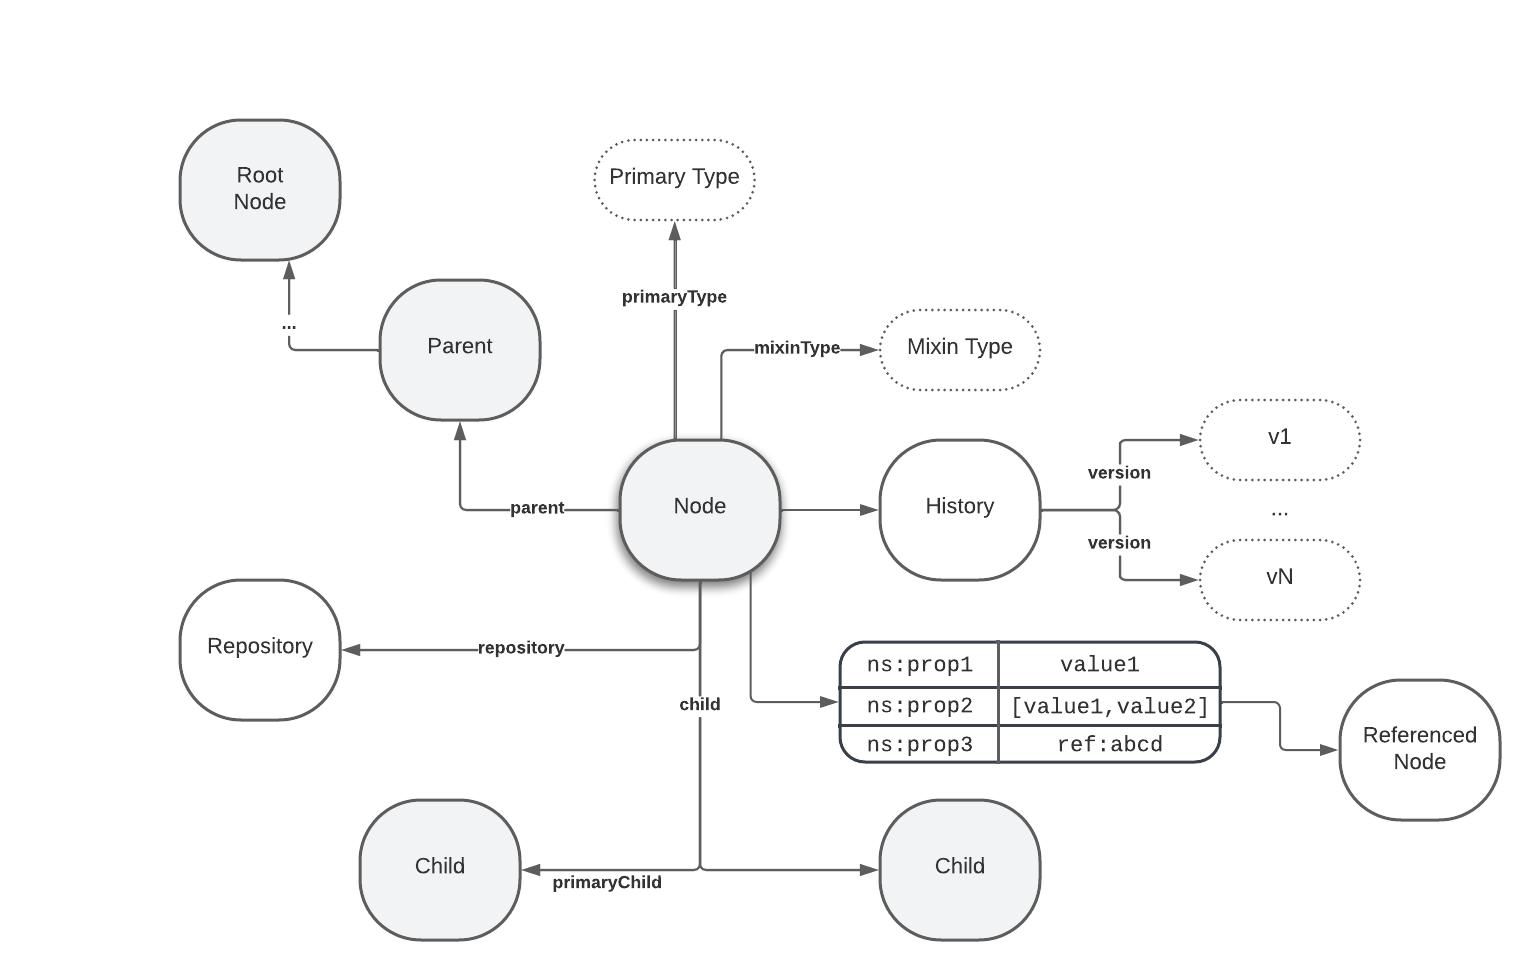 Root
Node
Primary Type
primaryType
...
Parent
mixinType
Mixin Type
v1
version
parent
Node
History
...
version
vN
Repository
repository
child
ns:prop1 value1
ns:prop2 [value1,value2]
ns:prop3 ref:abcd
Referenced
Node
Child
primaryChild
Child